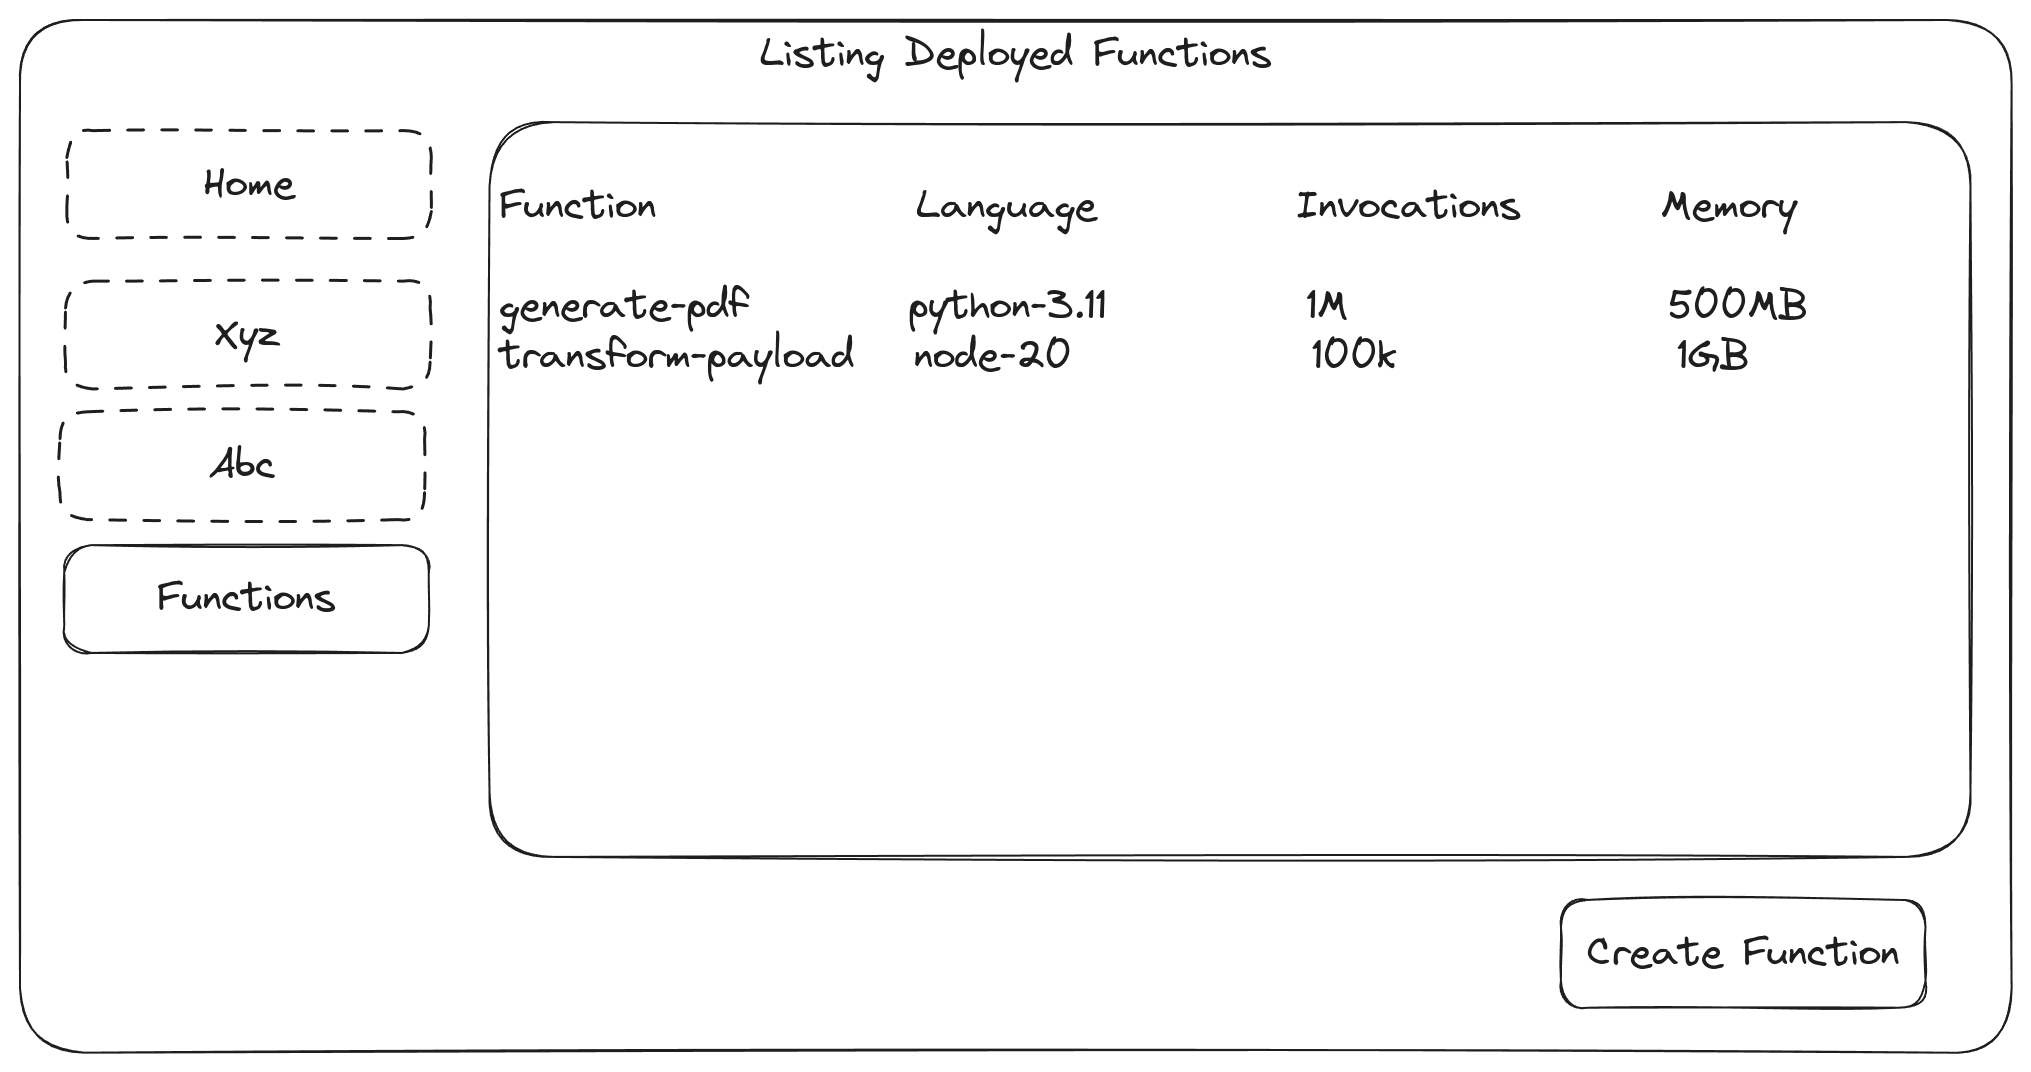 Listing Deployed Functions
Home
Xyz
Abc
Functions
Function Language Invocations Memory
generate-pdf python-3.11 1M 500MB
transform-payload node-20 100k 1GB
Create Function